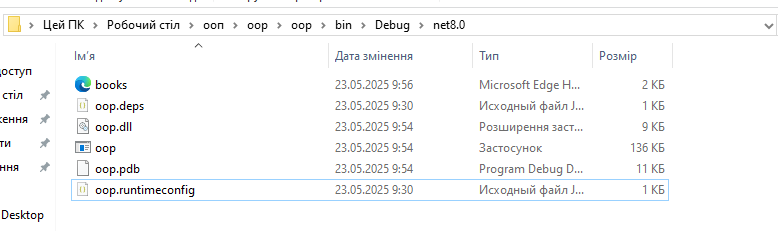 Цей ПК > Робочий стіл > ооп > oop > oop > bin > Debug > net8.0
Ім'я Дата змінення Тип Розмір
books 23.05.2025 9:56 Microsoft Edge H... 2 КБ
oop.deps 23.05.2025 9:30 Исходный файл J... 1 КБ
oop.dll 23.05.2025 9:54 Розширення заст... 9 КБ
oop 23.05.2025 9:54 Застосунок 136 КБ
oop.pdb 23.05.2025 9:54 Program Debug D... 11 КБ
oop.runtimeconfig 23.05.2025 9:30 Исходный файл J... 1 КБ
доступ
стіл
ження
ти
ння
Desktop